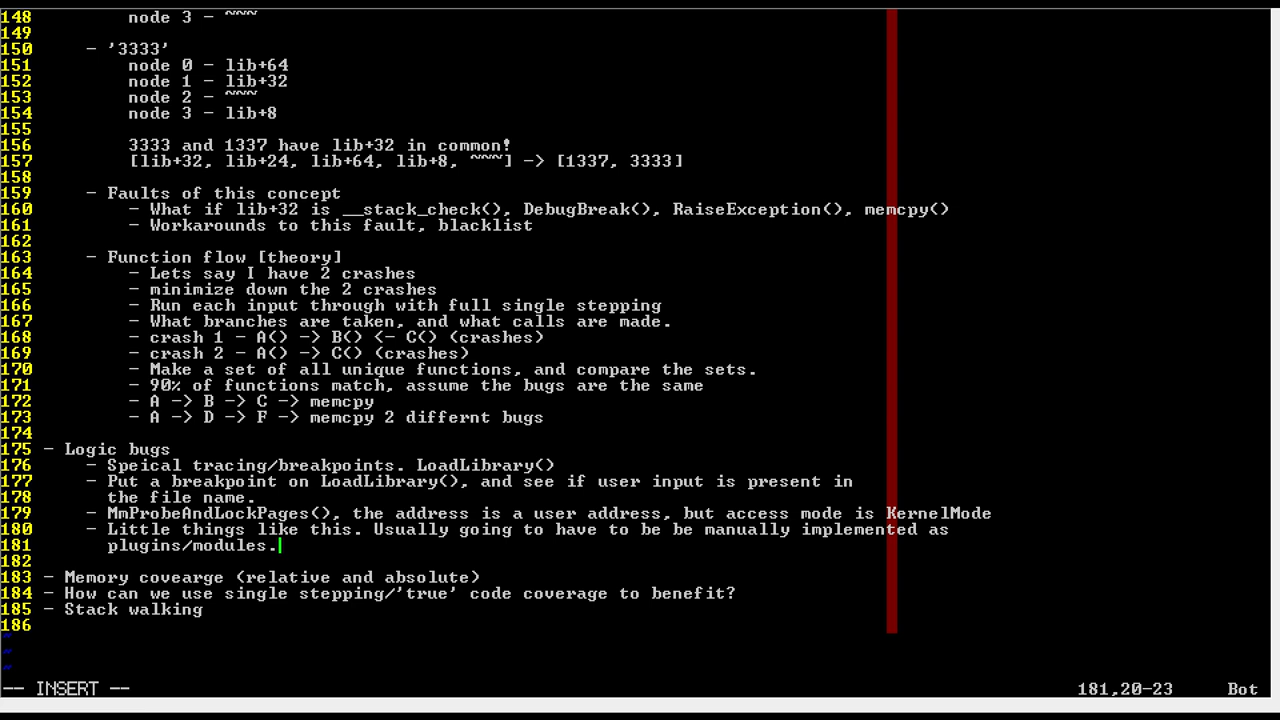 148         node 3 - ~~~
149
150     - '3333'
151         node 0 - lib+64
152         node 1 - lib+32
153         node 2 - ~~~
154         node 3 - lib+8
155
156         3333 and 1337 have lib+32 in common!
157         [lib+32, lib+24, lib+64, lib+8, ~~~] -> [1337, 3333]
158
159     - Faults of this concept
160         - What if lib+32 is __stack_check(), DebugBreak(), RaiseException(), memcpy()
161         - Workarounds to this fault, blacklist
162
163     - Function flow [theory]
164         - Lets say I have 2 crashes
165         - minimize down the 2 crashes
166         - Run each input through with full single stepping
167         - What branches are taken, and what calls are made.
168         - crash 1 - A() -> B() <- C() (crashes)
169         - crash 2 - A() -> C() (crashes)
170         - Make a set of all unique functions, and compare the sets.
171         - 90% of functions match, assume the bugs are the same
172         - A -> B -> C -> memcpy
173         - A -> D -> F -> memcpy 2 differnt bugs
174
175 - Logic bugs
176     - Speical tracing/breakpoints. LoadLibrary()
177     - Put a breakpoint on LoadLibrary(), and see if user input is present in
178       the file name.
179     - MmProbeAndLockPages(), the address is a user address, but access mode is KernelMode
180     - Little things like this. Usually going to have to be be manually implemented as
181       plugins/modules.
182
183 - Memory covearge (relative and absolute)
184 - How can we use single stepping/'true' code coverage to benefit?
185 - Stack walking
186
~
~
~
-- INSERT -- 181,20-23 Bot